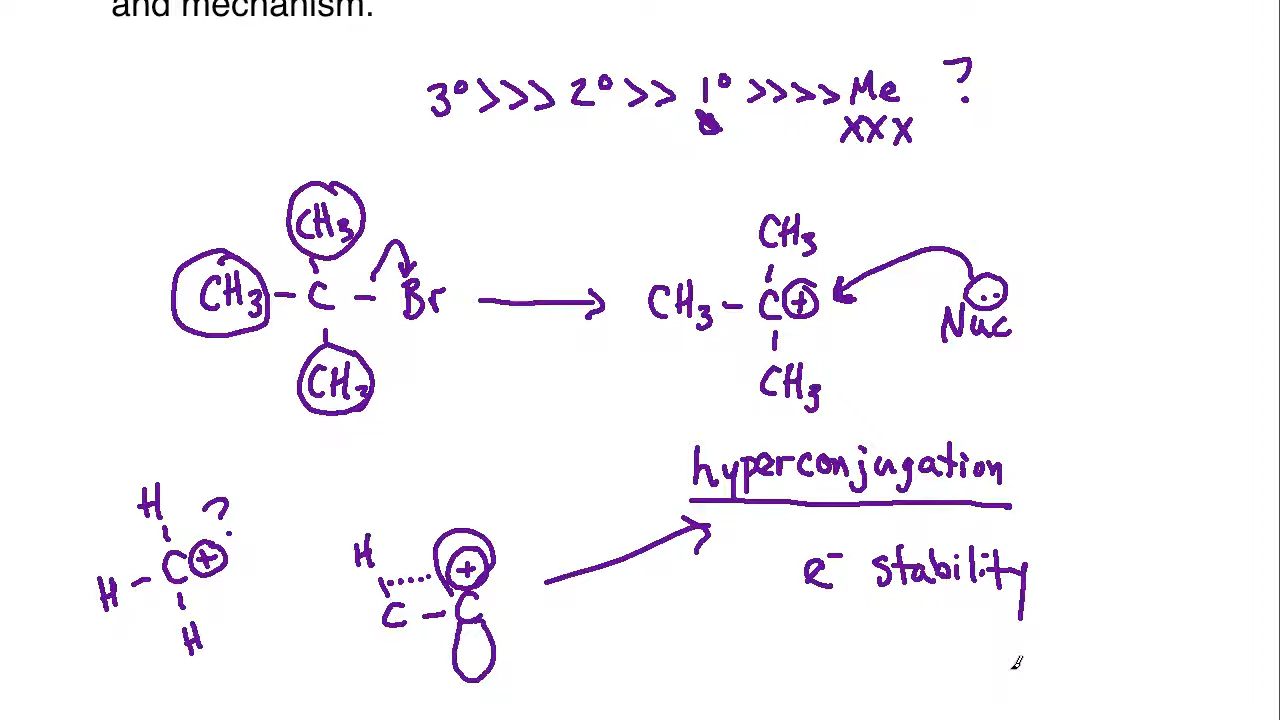 and mechanism.
3° >>> 2° >> 1° >>>> Me ?
XXX
CH3
CH3 - C - Br
CH3
CH3
CH3 - C+
CH3
Nuc
hyperconjugation
e- stability
H ?
H - C+
H
H +
C - C